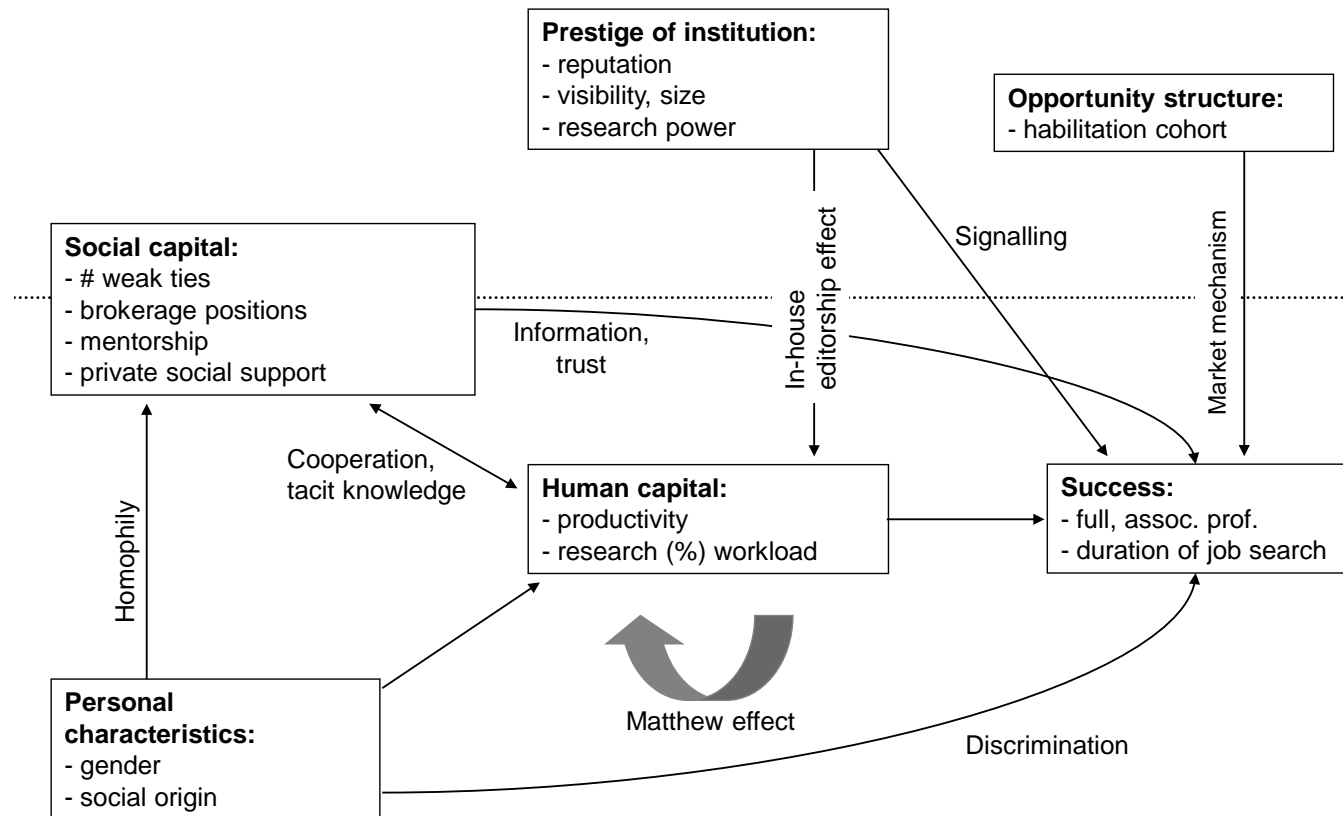 Prestige of institution:
- reputation
- visibility, size
- research power
Opportunity structure:
- habilitation cohort
Social capital:
- # weak ties
- brokerage positions
- mentorship
- private social support
Information,
trust
In-house
editorship effect
Signalling
Market mechanism
Homophily
Cooperation,
tacit knowledge
Human capital:
- productivity
- research (%) workload
Success:
- full, assoc. prof.
- duration of job search
Matthew effect
Personal
characteristics:
- gender
- social origin
Discrimination